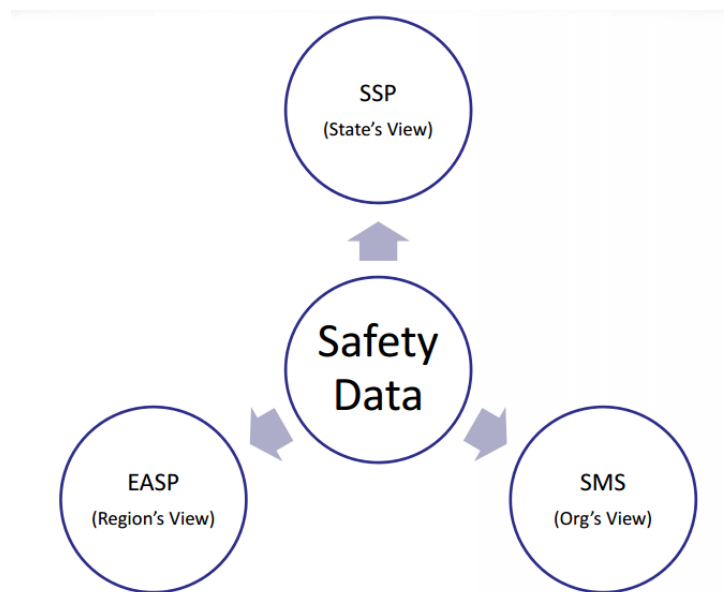 SSP
(State's View)
Safety
Data
EASP
(Region's View)
SMS
(Org's View)